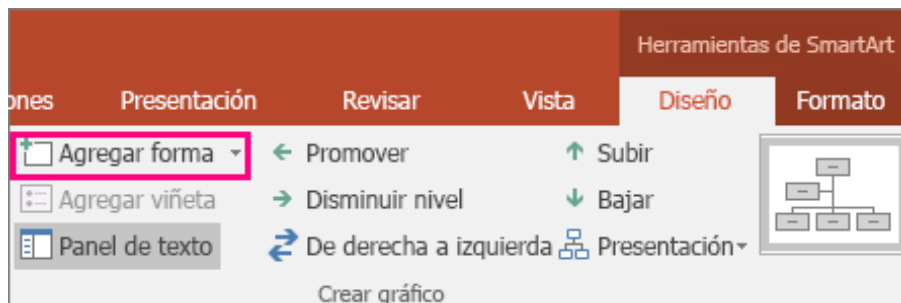 Herramientas de SmartArt
ones Presentación Revisar Vista Diseño Formato
Agregar forma Promover Subir
Agregar viñeta Disminuir nivel Bajar
Panel de texto De derecha a izquierda Presentación
Crear gráfico